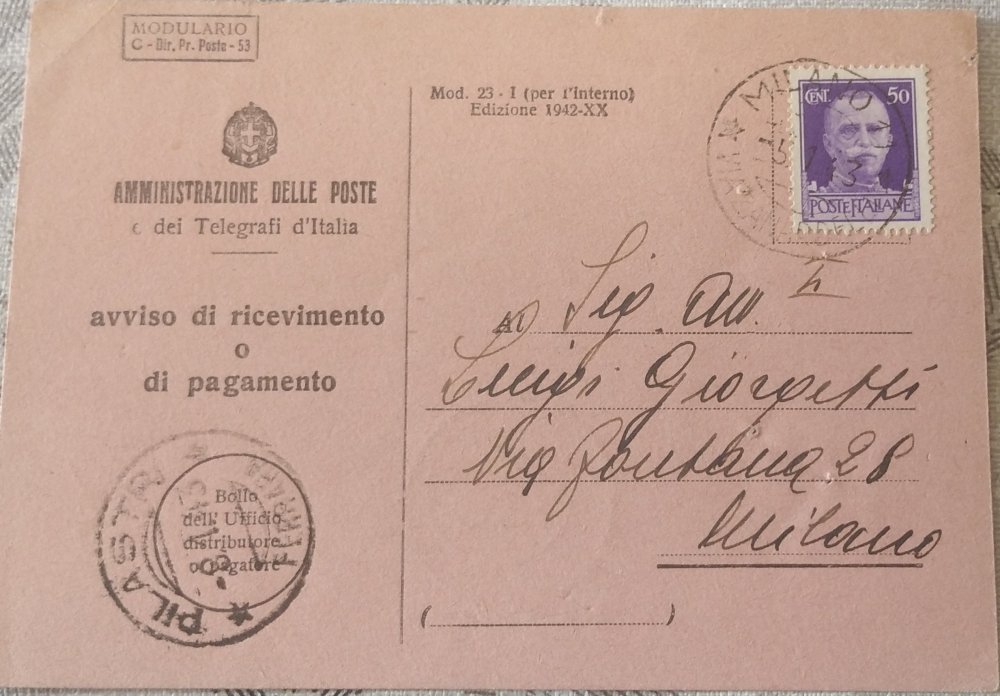 MODULARIO
C - Dir. Pr. Poste - 53
AMMINISTRAZIONE DELLE POSTE
e dei Telegrafi d'Italia
avviso di ricevimento
o
di pagamento
PILASTRI
Bollo
dell' Ufficio
distributore
o pagatore
Mod. 23 - I (per l'Interno)
Edizione 1942-XX
MILANO
CENT. 50
POSTE ITALIANE
Al Sig. Avv.
Luigi Giorgetti
Via Fontana 28
Milano
( )